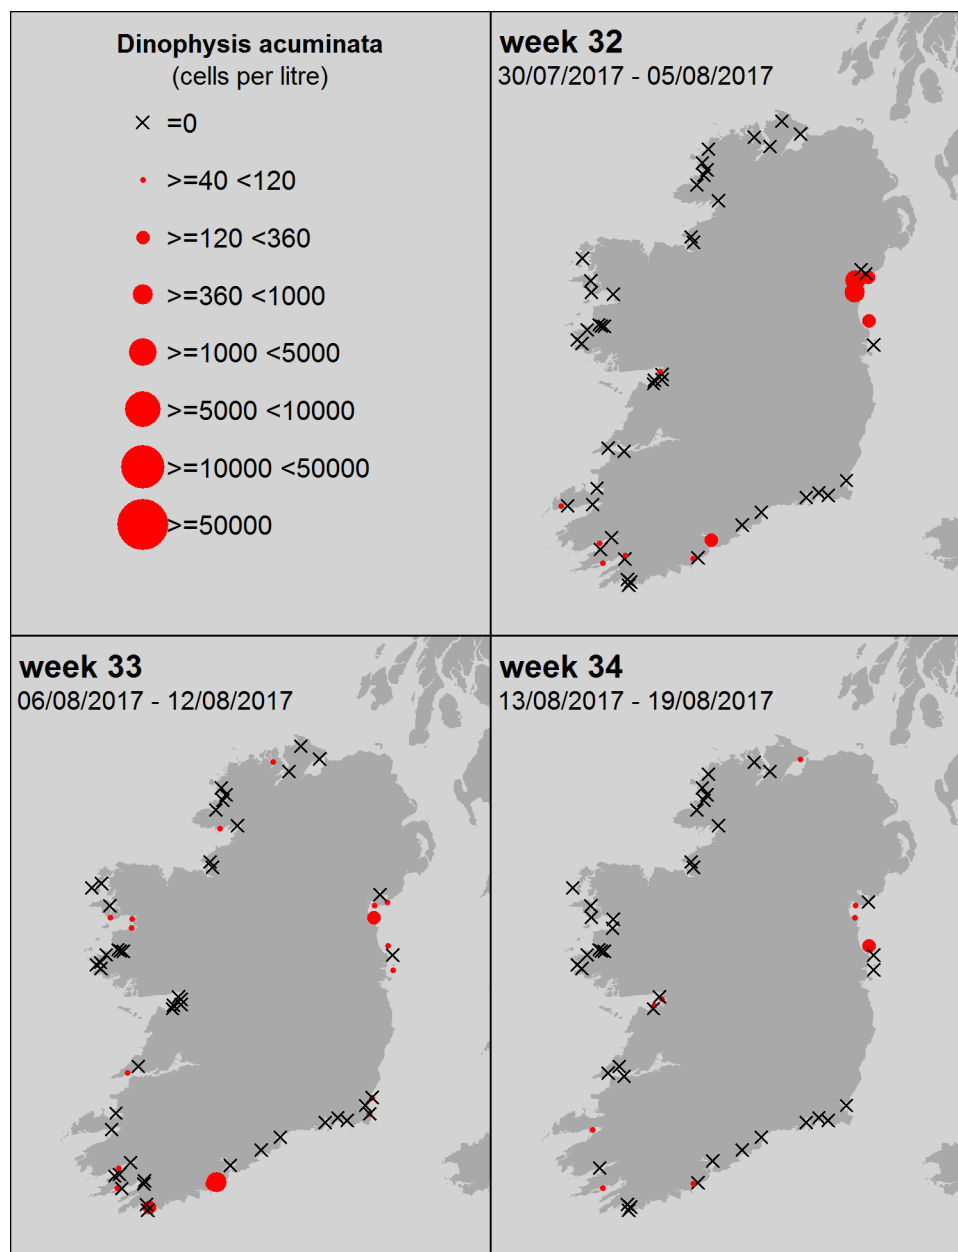 Dinophysis acuminata
(cells per litre)
=0
>=40 <120
>=120 <360
>=360 <1000
>=1000 <5000
>=5000 <10000
>=10000 <50000
>=50000
week 32
30/07/2017 - 05/08/2017
week 33
06/08/2017 - 12/08/2017
week 34
13/08/2017 - 19/08/2017